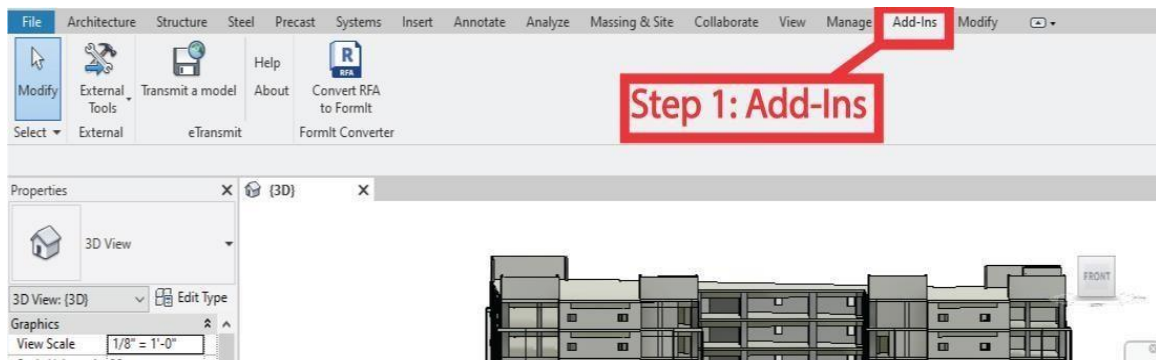 File Architecture Structure Steel Precast Systems Insert Annotate Analyze Massing & Site Collaborate View Manage Add-Ins Modify
R
RFA
Modify External Tools Transmit a model Help About Convert RFA to FormIt
Select External eTransmit FormIt Converter
Step 1: Add-Ins
Properties {3D}
3D View
FRONT
3D View: {3D} Edit Type
Graphics
View Scale 1/8" = 1'-0"